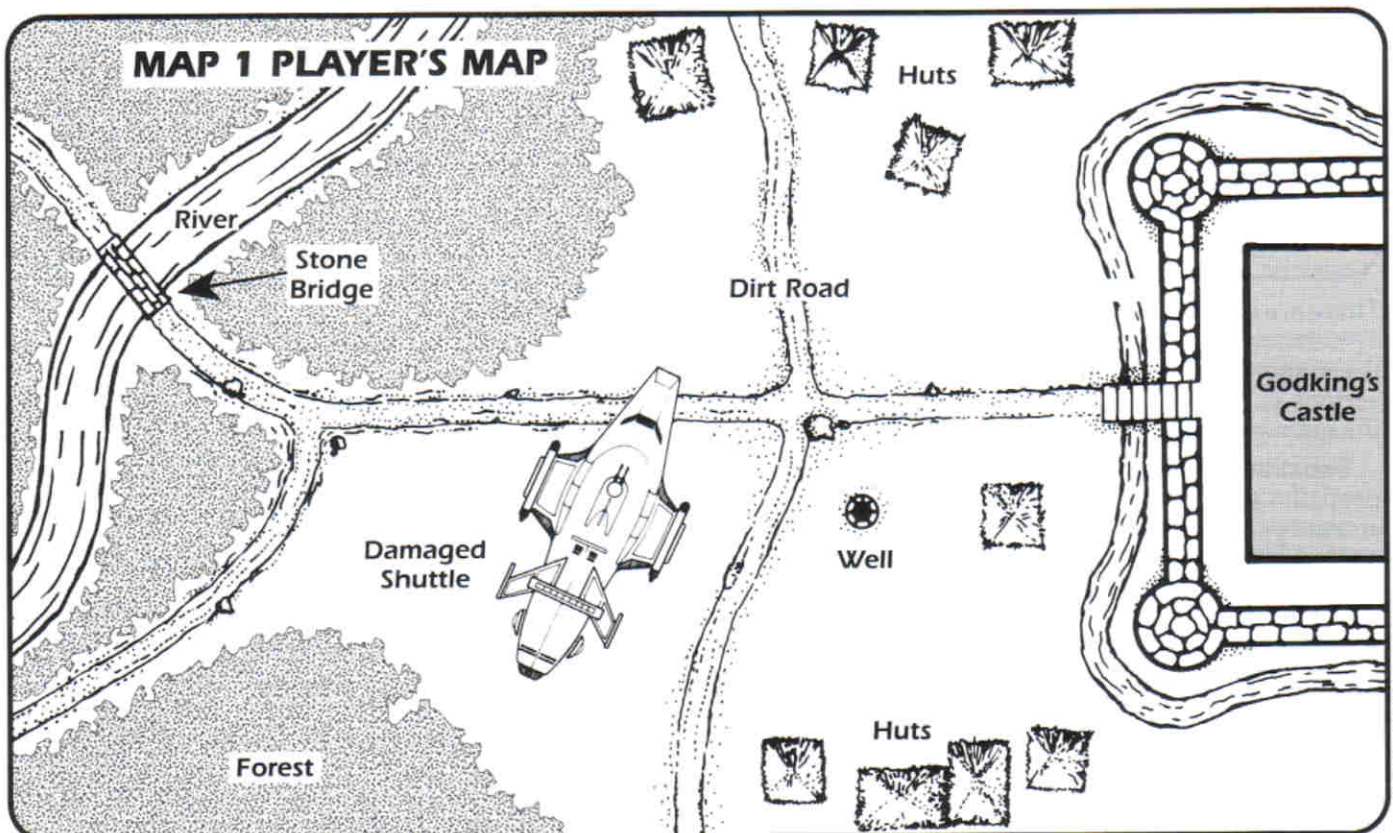 MAP 1 PLAYER'S MAP
Huts
River
Stone
Bridge
Dirt Road
Godking's
Castle
Damaged
Shuttle
Well
Huts
Forest